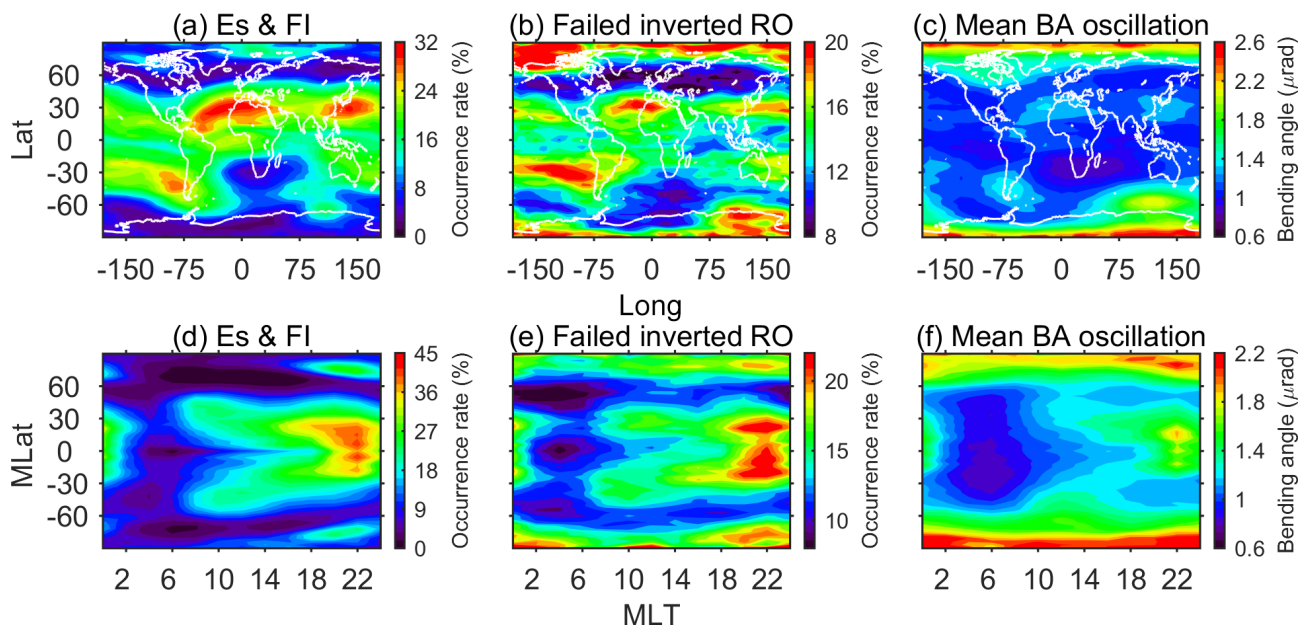 (a) Es & FI
(b) Failed inverted RO
(c) Mean BA oscillation
Lat
60
30
0
-30
-60
-150 -75 0 75 150
32
24
16
8
0
Occurrence rate (%)
-150 -75 0 75 150
20
17
14
11
8
Occurrence rate (%)
-150 -75 0 75 150
2.6
2.2
1.8
1.4
1
0.6
Bending angle (μrad)
Long
(d) Es & FI
(e) Failed inverted RO
(f) Mean BA oscillation
MLat
60
30
0
-30
-60
2 6 10 14 18 22
45
36
27
18
9
0
Occurrence rate (%)
2 6 10 14 18 22
20
15
10
Occurrence rate (%)
2 6 10 14 18 22
2.2
1.8
1.4
1
0.6
Bending angle (μrad)
MLT